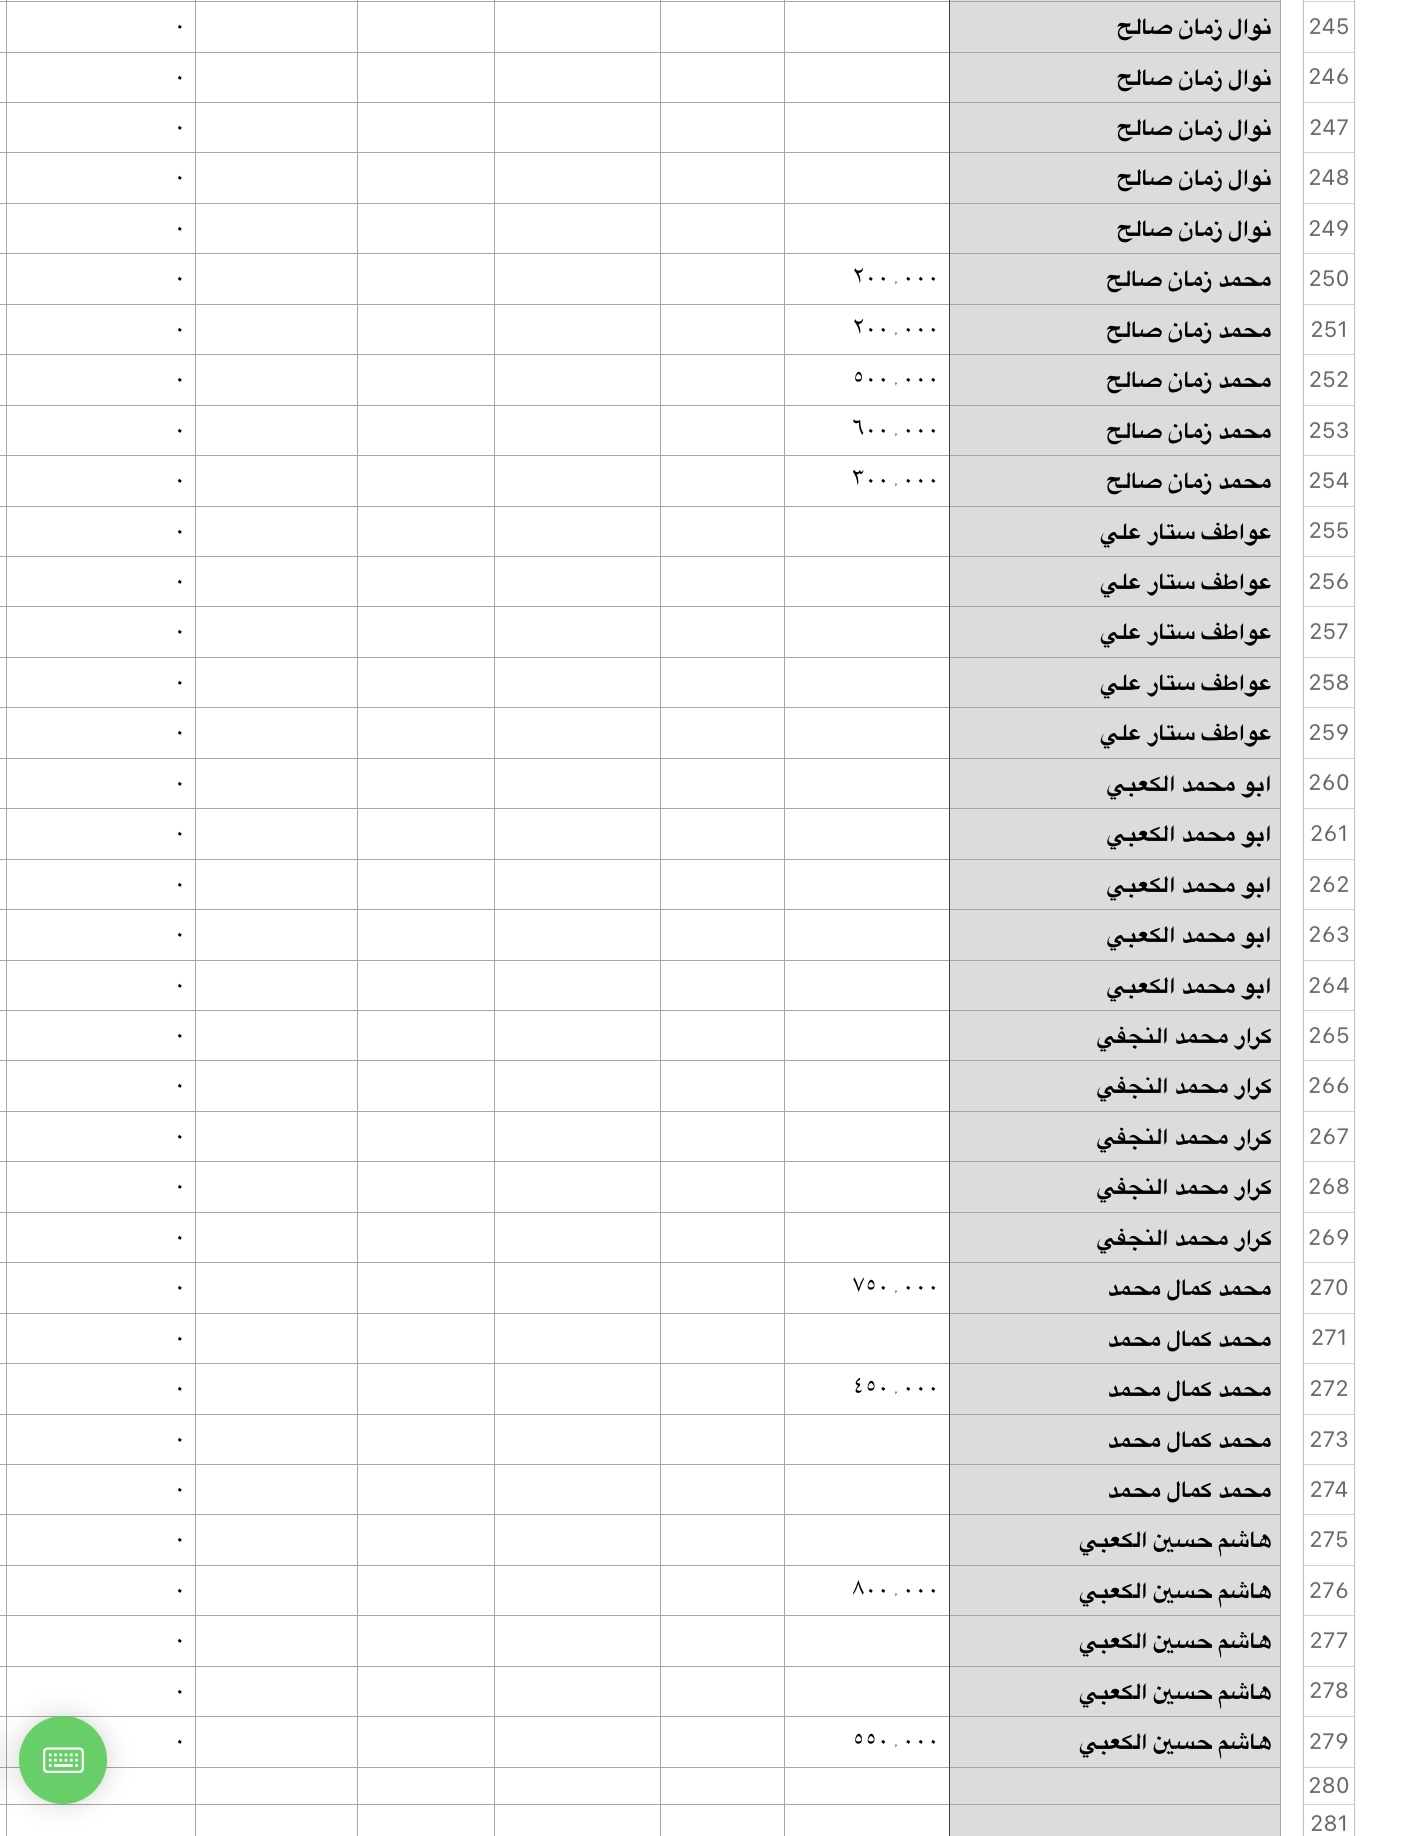 245 نوال زمان صالح ٠
246 نوال زمان صالح ٠
247 نوال زمان صالح ٠
248 نوال زمان صالح ٠
249 نوال زمان صالح ٠
250 محمد زمان صالح ٢٠٠,٠٠٠ ٠
251 محمد زمان صالح ٢٠٠,٠٠٠ ٠
252 محمد زمان صالح ٥٠٠,٠٠٠ ٠
253 محمد زمان صالح ٦٠٠,٠٠٠ ٠
254 محمد زمان صالح ٣٠٠,٠٠٠ ٠
255 عواطف ستار علي ٠
256 عواطف ستار علي ٠
257 عواطف ستار علي ٠
258 عواطف ستار علي ٠
259 عواطف ستار علي ٠
260 ابو محمد الكعبي ٠
261 ابو محمد الكعبي ٠
262 ابو محمد الكعبي ٠
263 ابو محمد الكعبي ٠
264 ابو محمد الكعبي ٠
265 كرار محمد النجفي ٠
266 كرار محمد النجفي ٠
267 كرار محمد النجفي ٠
268 كرار محمد النجفي ٠
269 كرار محمد النجفي ٠
270 محمد كمال محمد ٧٥٠,٠٠٠ ٠
271 محمد كمال محمد ٠
272 محمد كمال محمد ٤٥٠,٠٠٠ ٠
273 محمد كمال محمد ٠
274 محمد كمال محمد ٠
275 هاشم حسين الكعبي ٠
276 هاشم حسين الكعبي ٨٠٠,٠٠٠ ٠
277 هاشم حسين الكعبي ٠
278 هاشم حسين الكعبي ٠
279 هاشم حسين الكعبي ٥٥٠,٠٠٠ ٠
280
281